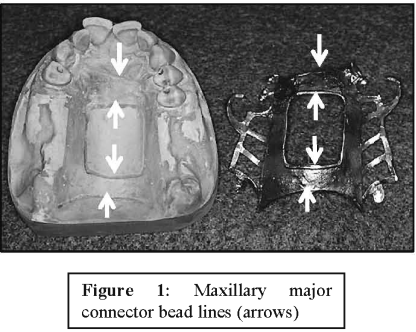 Figure 1: Maxillary major
connector bead lines (arrows)